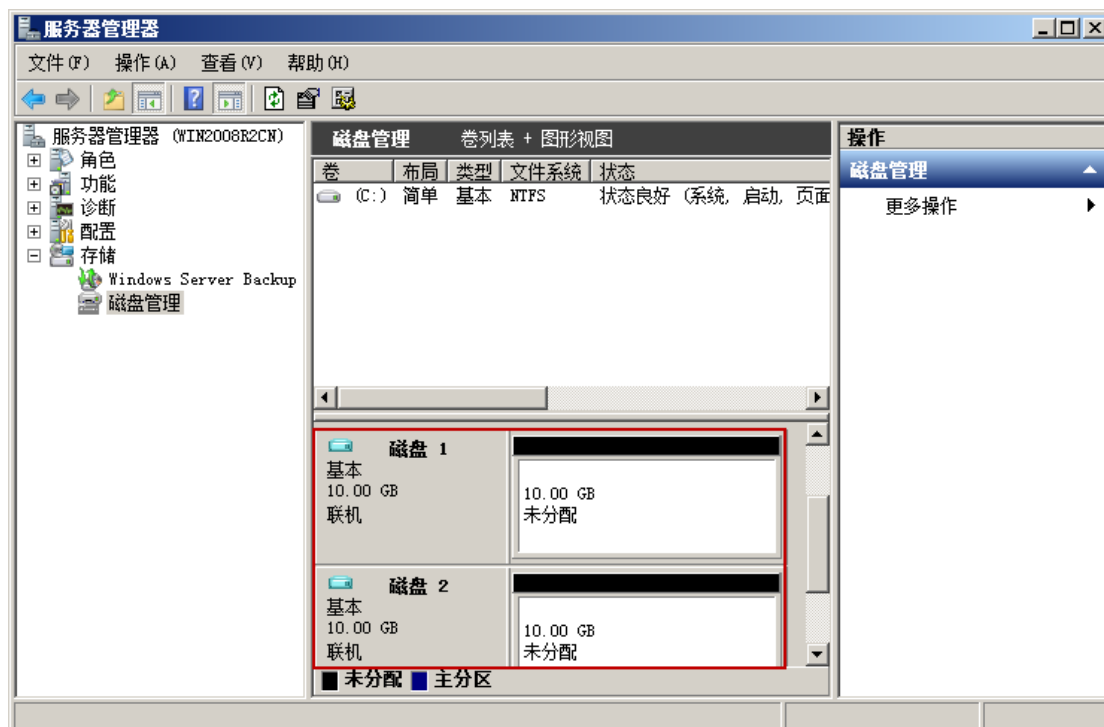 服务器管理器
文件(F) 操作(A) 查看(V) 帮助(H)
服务器管理器 (WIN2008R2CN)
角色
功能
诊断
配置
存储
Windows Server Backup
磁盘管理
磁盘管理 卷列表 + 图形视图
卷 布局 类型 文件系统 状态
(C:) 简单 基本 NTFS 状态良好 (系统, 启动, 页面
磁盘 1
基本
10.00 GB
联机
10.00 GB
未分配
磁盘 2
基本
10.00 GB
联机
10.00 GB
未分配
未分配 主分区
操作
磁盘管理
更多操作